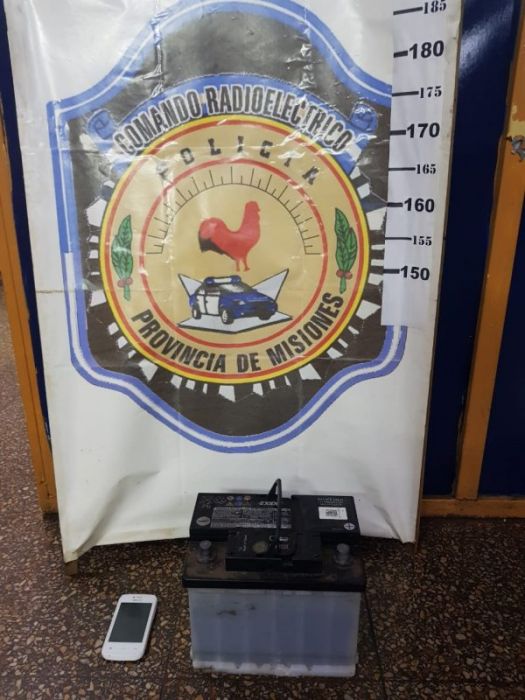 COMANDO RADIOELECTRICO
POLICIA
PROVINCIA DE MISIONES
185
180
175
170
165
160
155
150